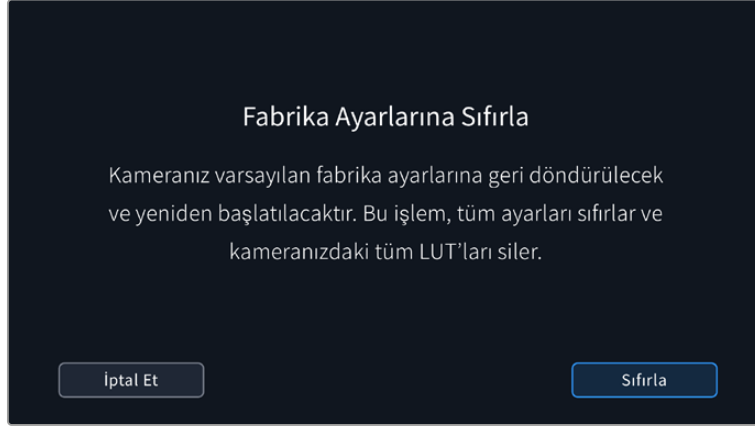 Fabrika Ayarlarına Sıfırla
Kameranız varsayılan fabrika ayarlarına geri döndürülecek
ve yeniden başlatılacaktır. Bu işlem, tüm ayarları sıfırlar ve
kameranızdaki tüm LUT’ları siler.
İptal Et
Sıfırla